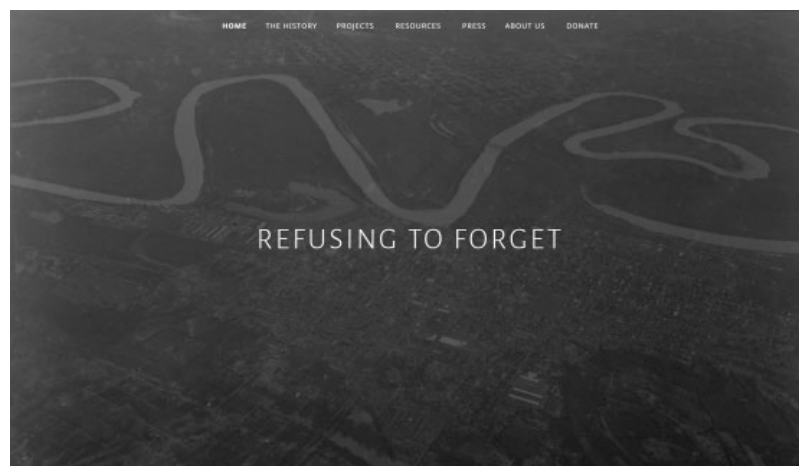 HOME THE HISTORY PROJECTS RESOURCES PRESS ABOUT US DONATE
REFUSING TO FORGET